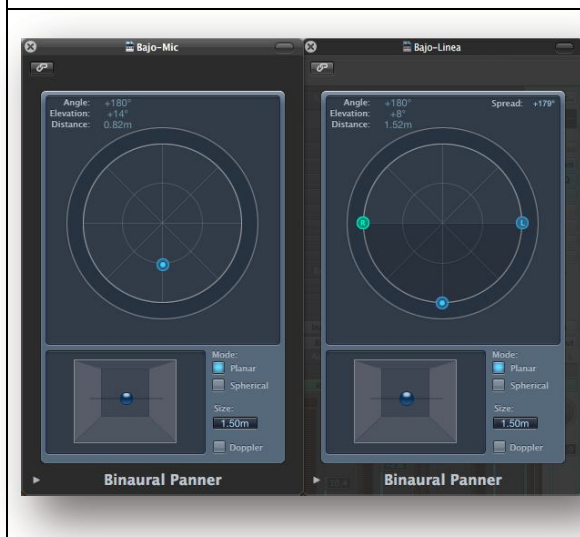 Bajo-Mic
Angle: +180°
Elevation: +14°
Distance: 0.82m
Mode:
Planar
Spherical
Size:
1.50m
Doppler
Binaural Panner
Bajo-Linea
Angle: +180°
Elevation: +8°
Distance: 1.52m
Spread: +179°
R
L
Mode:
Planar
Spherical
Size:
1.50m
Doppler
Binaural Panner